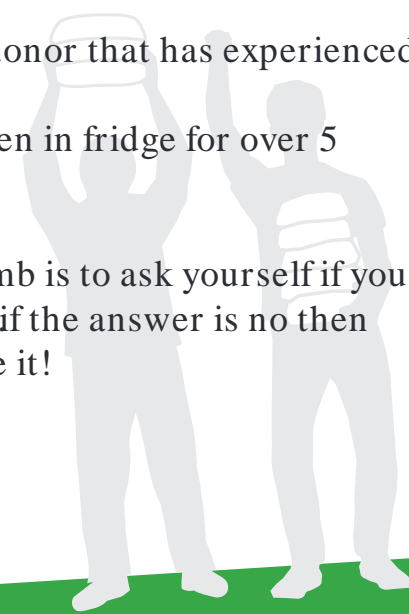 onor that has experienced
en in fridge for over 5
mb is to ask yourself if you
if the answer is no then
e it!